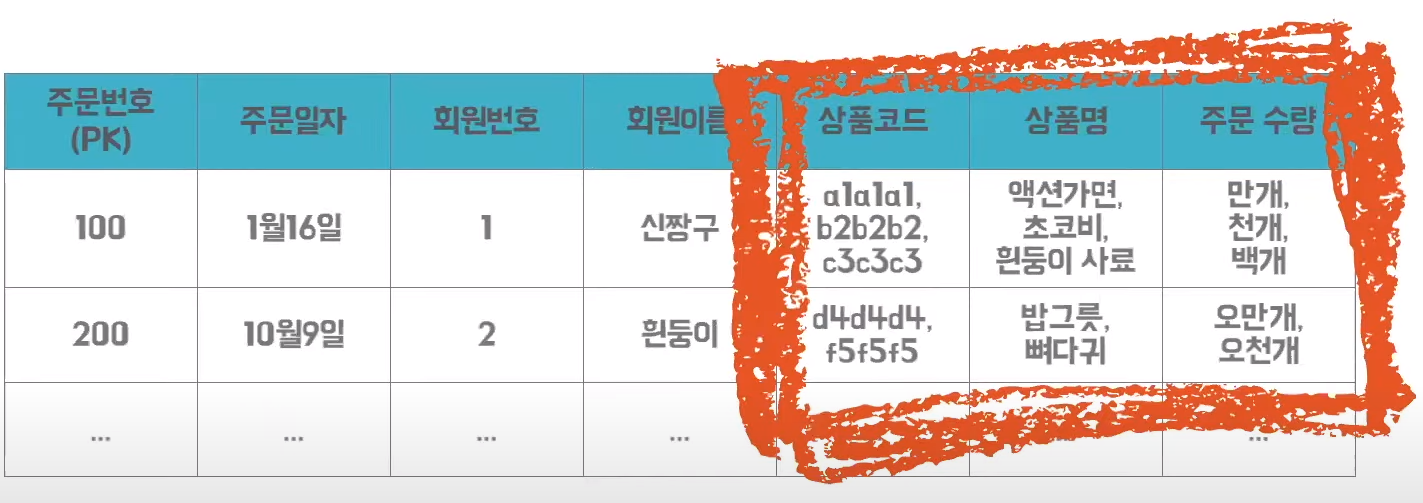 주문번호
(PK)
주문일자
회원번호
회원이름
상품코드
상품명
주문 수량
100
1월16일
1
신짱구
a1a1a1,
b2b2b2,
c3c3c3
액션가면,
초코비,
흰둥이 사료
만개,
천개,
백개
200
10월9일
2
흰둥이
d4d4d4,
f5f5f5
밥그릇,
뼈다귀
오만개,
오천개
...
...
...
...
...